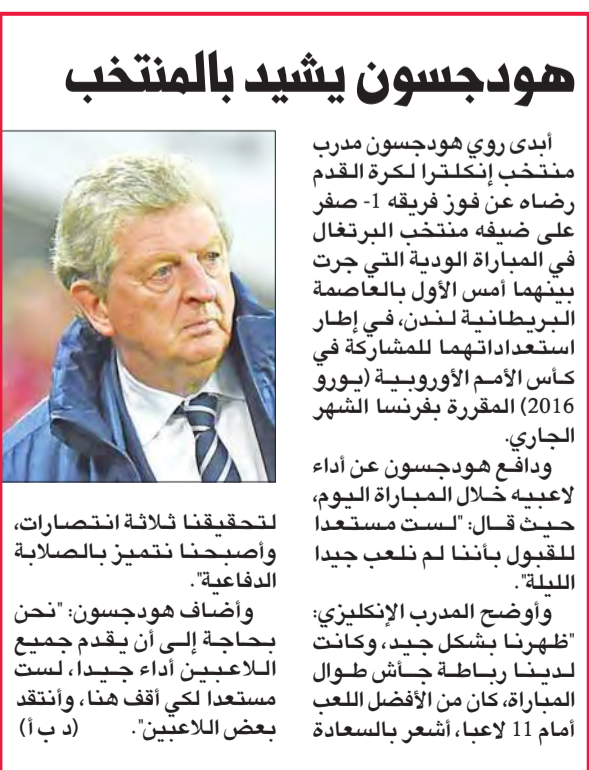 هودجسون يشيد بالمنتخب
أبدى روي هودجسون مدرب
منتخب إنكلترا لكرة القدم
رضاه عن فوز فريقه 1- صفر
على ضيفه منتخب البرتغال
في المباراة الودية التي جرت
بينهما أمس الأول بالعاصمة
البريطانية لندن، في إطار
استعداداتهما للمشاركة في
كأس الأمم الأوروبية (يورو
2016) المقررة بفرنسا الشهر
الجاري.
ودافع هودجسون عن أداء
لاعبيه خلال المباراة اليوم،
حيث قال: "لست مستعدا
للقبول بأننا لم نلعب جيدا
الليلة".
وأوضح المدرب الإنكليزي:
"ظهرنا بشكل جيد، وكانت
لدينا رباطة جأش طوال
المباراة، كان من الأفضل اللعب
أمام 11 لاعبا، أشعر بالسعادة
لتحقيقنا ثلاثة انتصارات،
وأصبحنا نتميز بالصلابة
الدفاعية".
وأضاف هودجسون: "نحن
بحاجة إلى أن يقدم جميع
اللاعبين أداء جيدا، لست
مستعدا لكي أقف هنا، وأنتقد
بعض اللاعبين". (د ب أ)